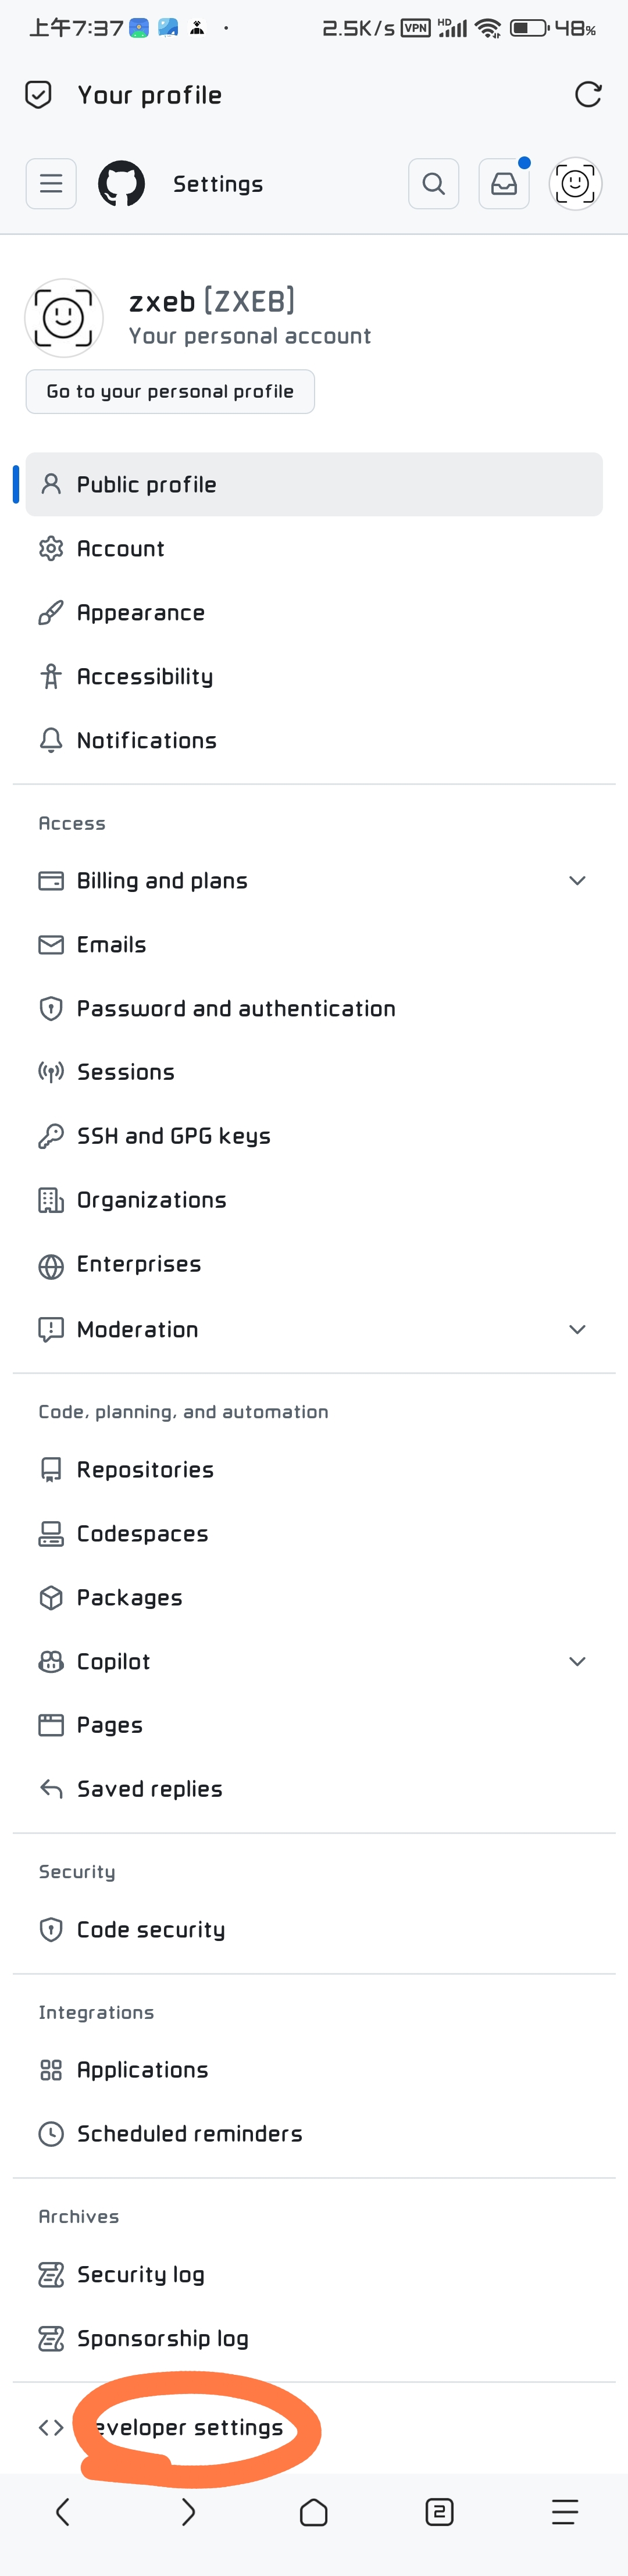 上午7:37 2.5K/s VPN HD 48%
Your profile
Settings
zxeb [ZXEB]
Your personal account
Go to your personal profile
Public profile
Account
Appearance
Accessibility
Notifications
Access
Billing and plans
Emails
Password and authentication
Sessions
SSH and GPG keys
Organizations
Enterprises
Moderation
Code, planning, and automation
Repositories
Codespaces
Packages
Copilot
Pages
Saved replies
Security
Code security
Integrations
Applications
Scheduled reminders
Archives
Security log
Sponsorship log
eveloper settings
2